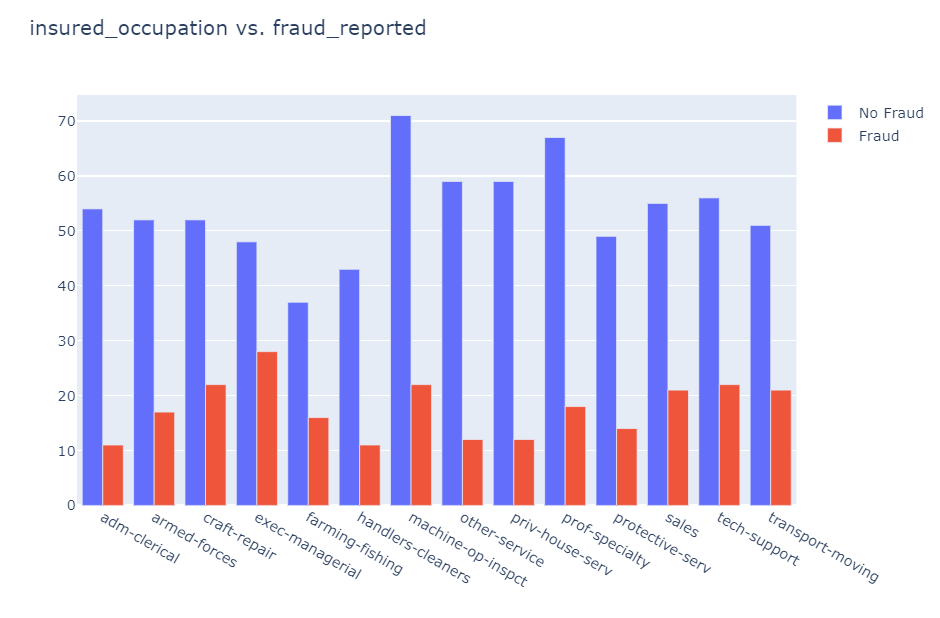 insured_occupation vs. fraud_reported
No Fraud
Fraud
70
60
50
40
30
20
10
0
adm-clerical
armed-forces
craft-repair
exec-managerial
farming-fishing
handlers-cleaners
machine-op-inspct
other-service
priv-house-serv
prof-specialty
protective-serv
sales
tech-support
transport-moving